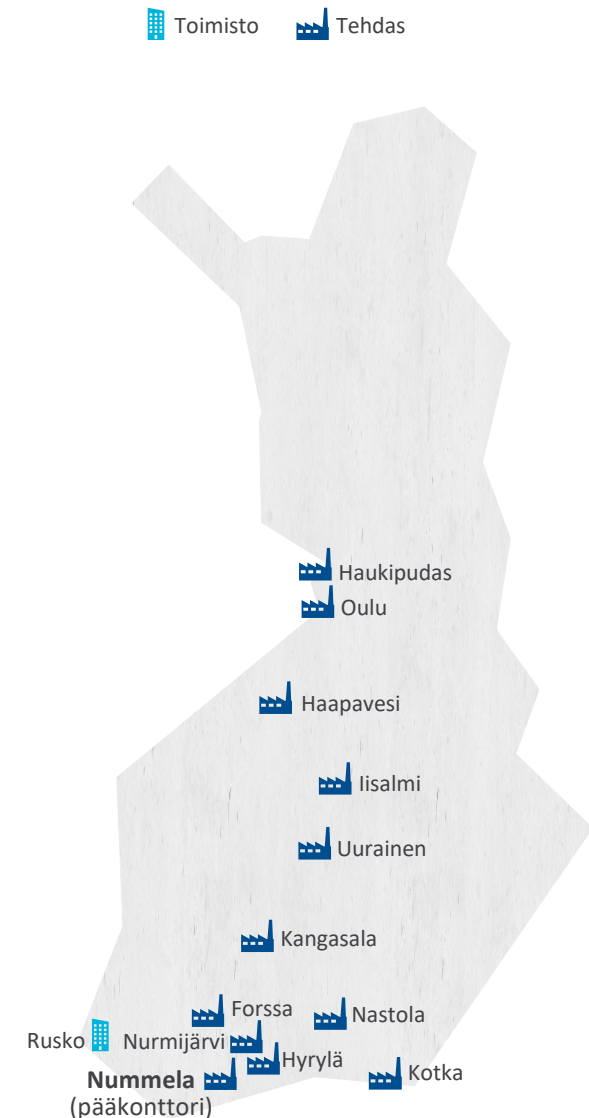 Toimisto Tehdas
Haukipudas
Oulu
Haapavesi
Iisalmi
Uurainen
Kangasala
Forssa
Nastola
Rusko
Nurmijärvi
Hyrylä
Kotka
Nummela
(pääkonttori)